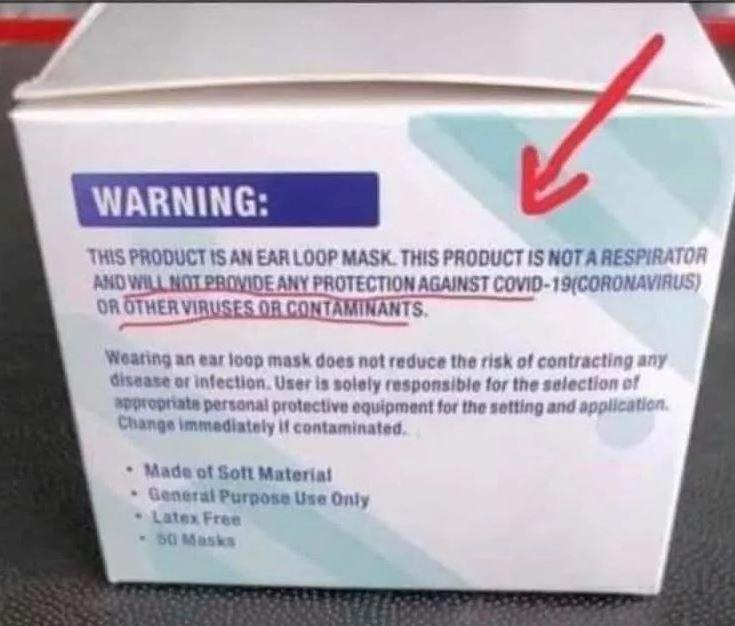 WARNING:
THIS PRODUCT IS AN EAR LOOP MASK. THIS PRODUCT IS NOT A RESPIRATOR
AND WILL NOT PROVIDE ANY PROTECTION AGAINST COVID-19(CORONAVIRUS)
OR OTHER VIRUSES OR CONTAMINANTS.
Wearing an ear loop mask does not reduce the risk of contracting any
disease or infection. User is solely responsible for the selection of
appropriate personal protective equipment for the setting and application.
Change immediately if contaminated.
• Made of Soft Material
• General Purpose Use Only
• Latex Free
• 50 Masks